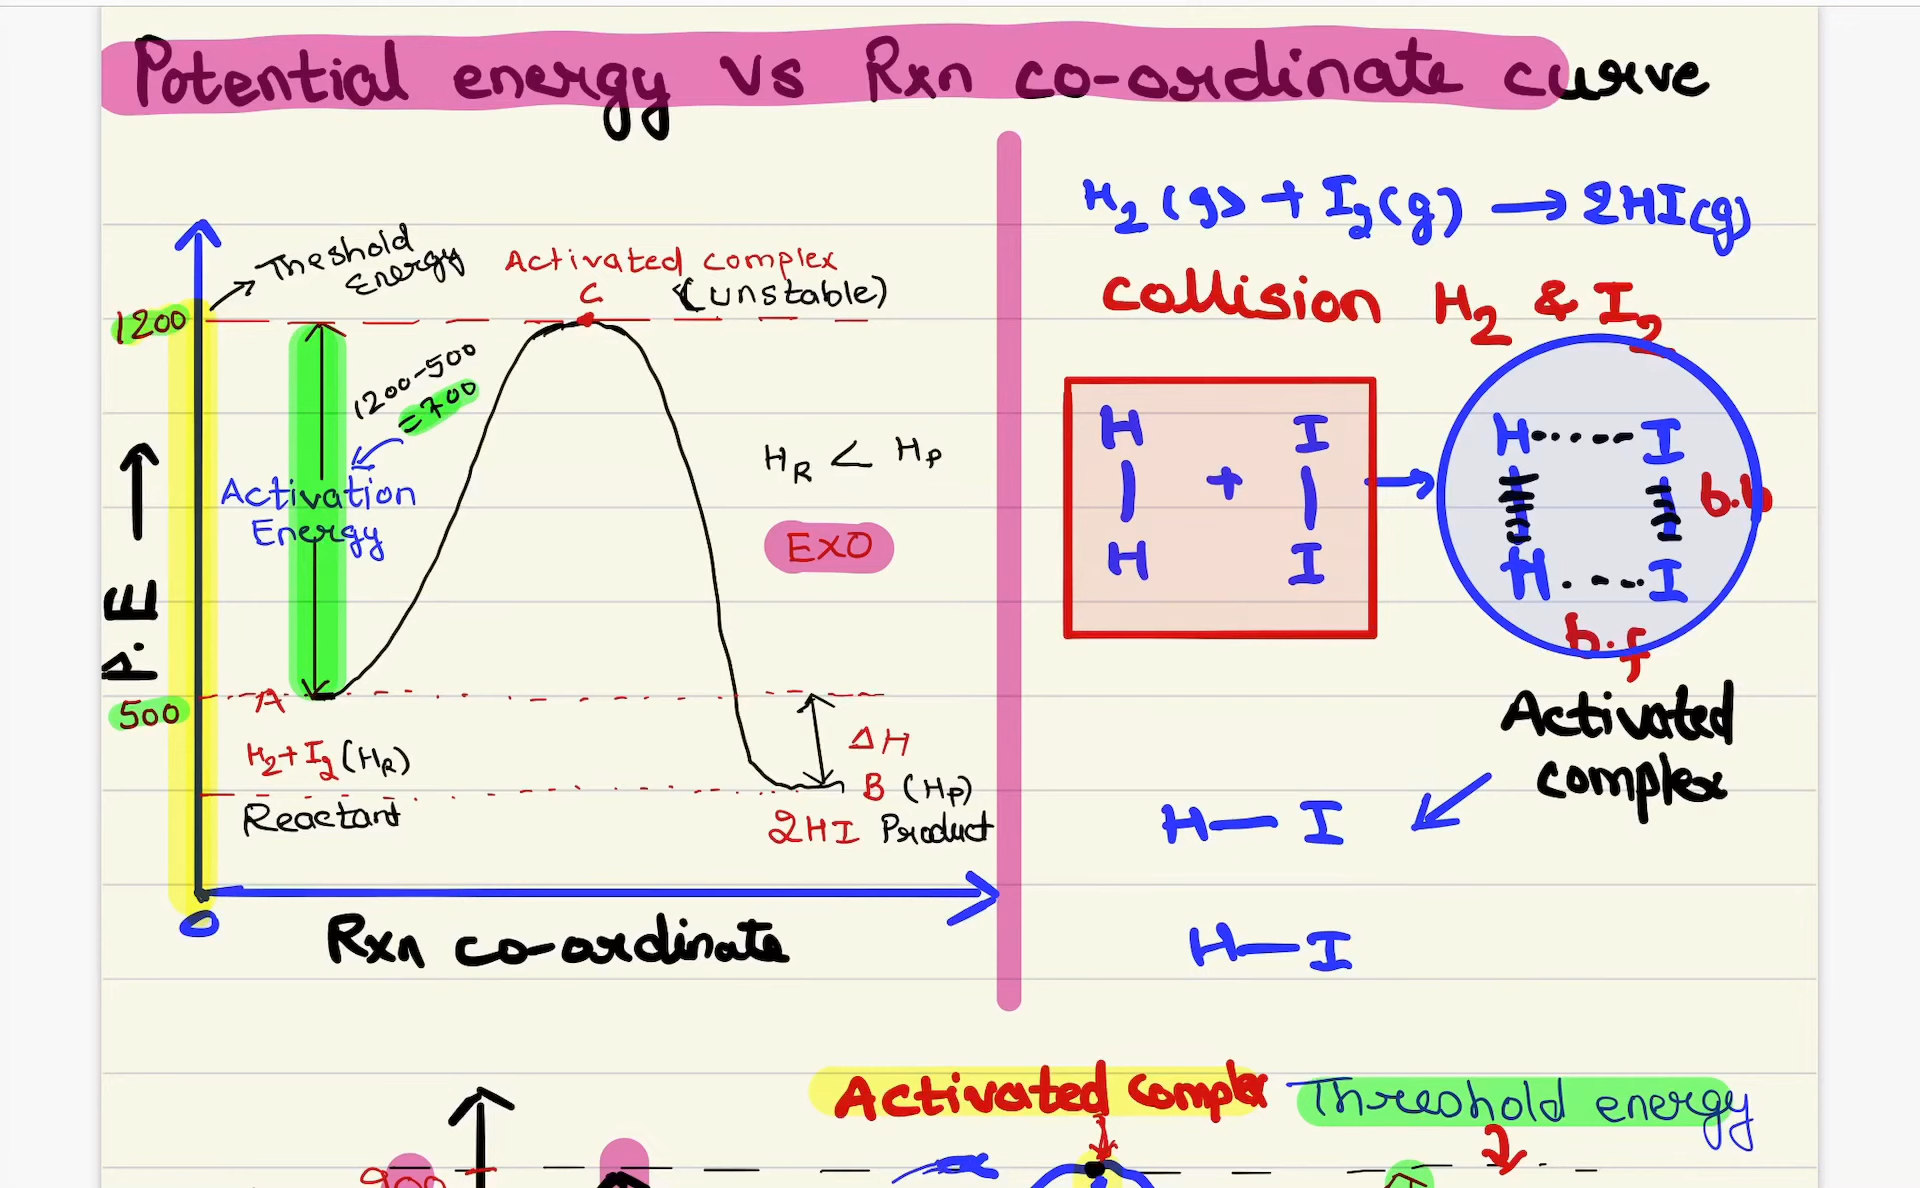 Potential energy vs Rxn co-ordinate curve
Theshold
Energy
Activated complex
C
(unstable)
1200
1200-500
=700
Activation
Energy
P.E
HR < HP
EXO
A
500
H2+I2 (HR)
Reactant
ΔH
B (HP)
2HI Product
0
Rxn co-ordinate
H2(g) + I2(g) → 2HI(g)
Collision H2 & I2
H I
+
H I
H.....I
b.b
H.....I
b.f
Activated
complex
H—I
H—I
Activated complex
Threshold energy
900